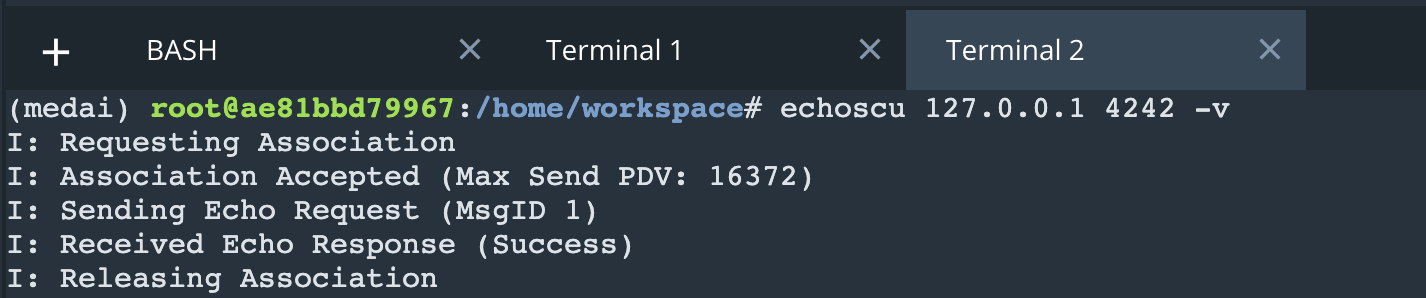 + BASH × Terminal 1 × Terminal 2 ×
(medai) root@ae81bbd79967:/home/workspace# echoscu 127.0.0.1 4242 -v
I: Requesting Association
I: Association Accepted (Max Send PDV: 16372)
I: Sending Echo Request (MsgID 1)
I: Received Echo Response (Success)
I: Releasing Association